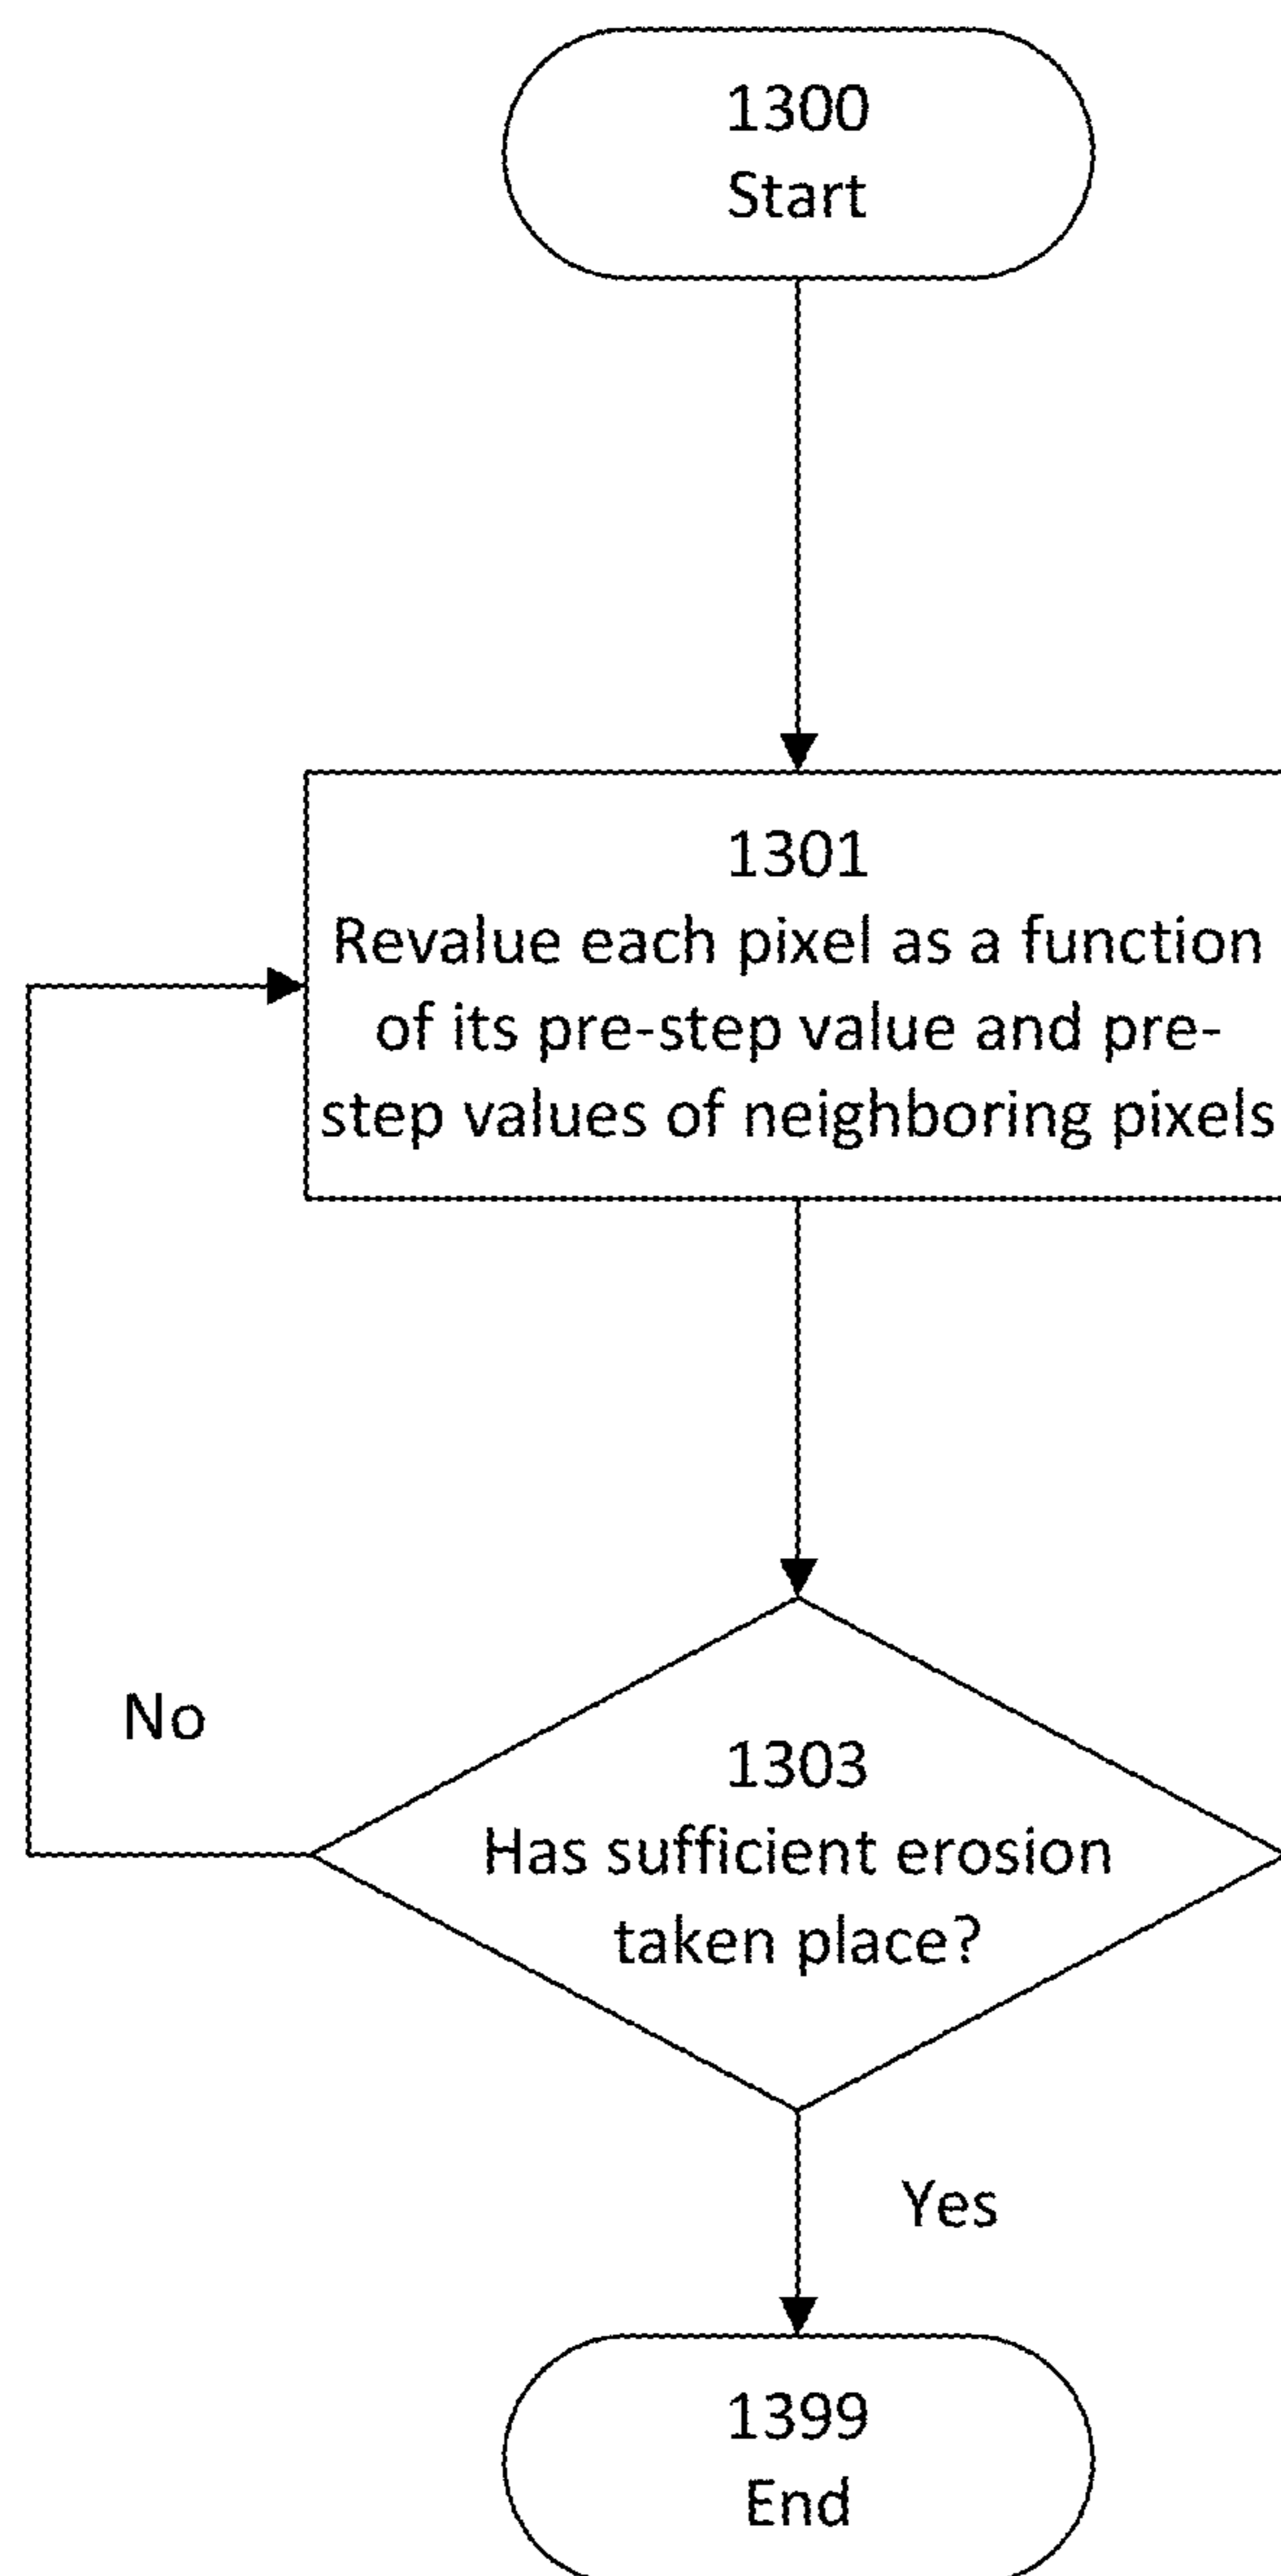 1300
Start
1301
Revalue each pixel as a function
of its pre-step value and pre-
step values of neighboring pixels
No
1303
Has sufficient erosion
taken place?
Yes
1399
End